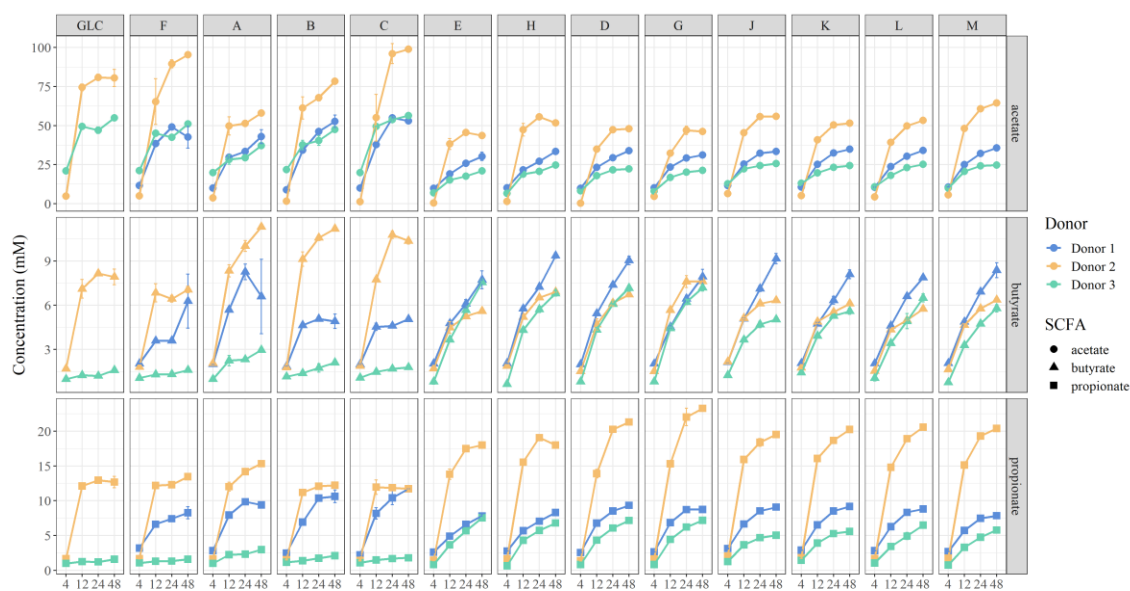 GLC F A B C E H D G J K L M
100
75
50
25
0
acetate
9
6
3
butyrate
20
15
10
5
0
propionate
4 12 24 48 4 12 24 48 4 12 24 48 4 12 24 48 4 12 24 48 4 12 24 48 4 12 24 48 4 12 24 48 4 12 24 48 4 12 24 48 4 12 24 48 4 12 24 48 4 12 24 48
Concentration (mM)
Donor
Donor 1
Donor 2
Donor 3
SCFA
acetate
butyrate
propionate